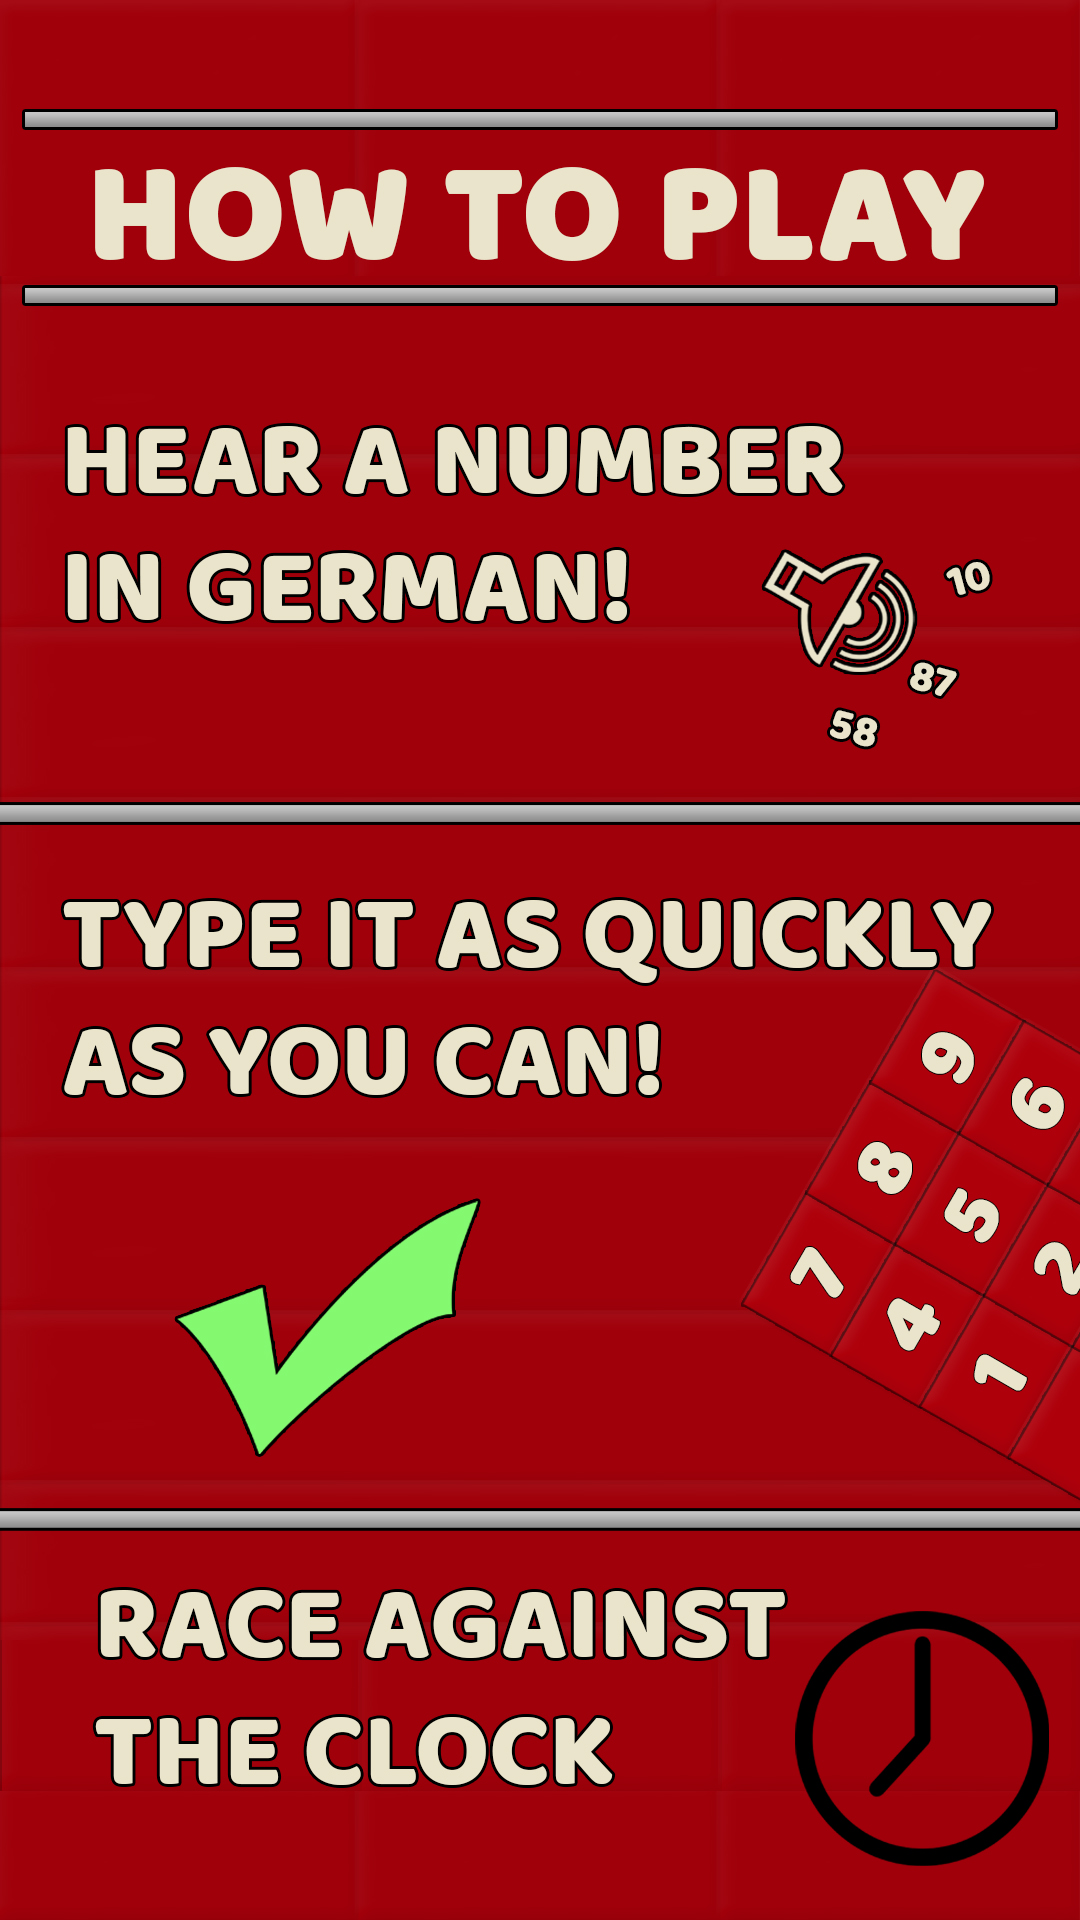 HOW TO PLAY
HEAR A NUMBER
IN GERMAN!
10
87
58
TYPE IT AS QUICKLY
AS YOU CAN!
9
6
8
5
2
7
4
1
RACE AGAINST
THE CLOCK